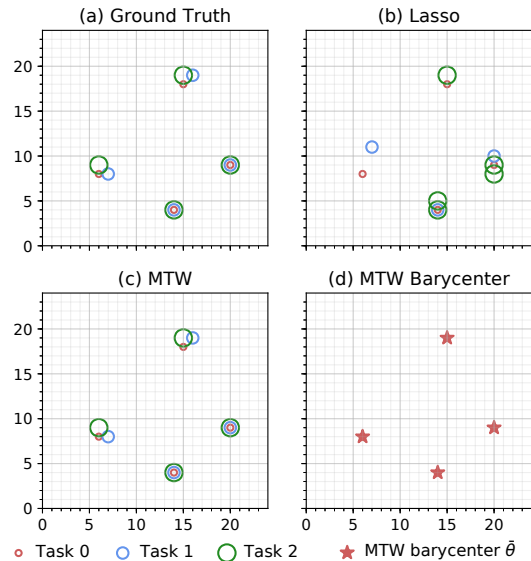 (a) Ground Truth
(b) Lasso
20
15
10
5
0
(c) MTW
(d) MTW Barycenter
20
15
10
5
0
0 5 10 15 20
0 5 10 15 20
Task 0 Task 1 Task 2 MTW barycenter θ̄